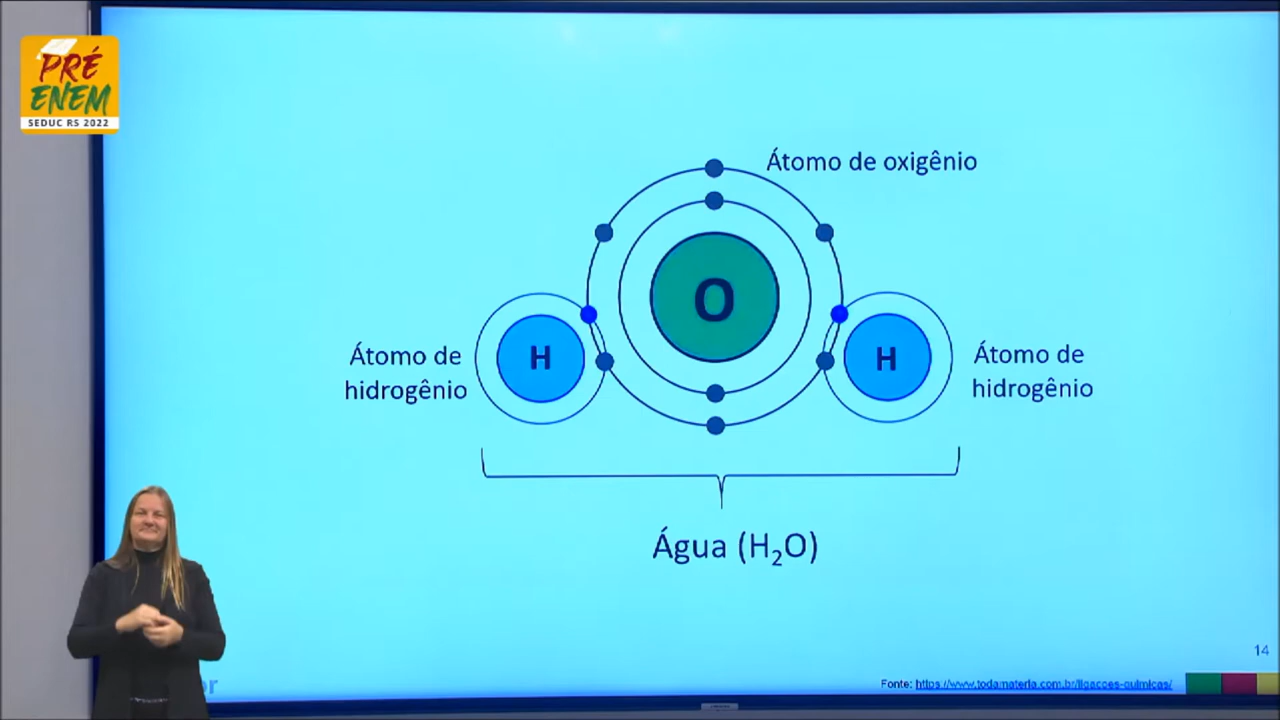 PRÉ
ENEM
SEDUC RS 2022
Átomo de oxigênio
O
H
H
Átomo de
hidrogênio
Átomo de
hidrogênio
Água (H₂O)
14
Fonte: https://www.todamateria.com.br/ligacoes-quimicas/
or